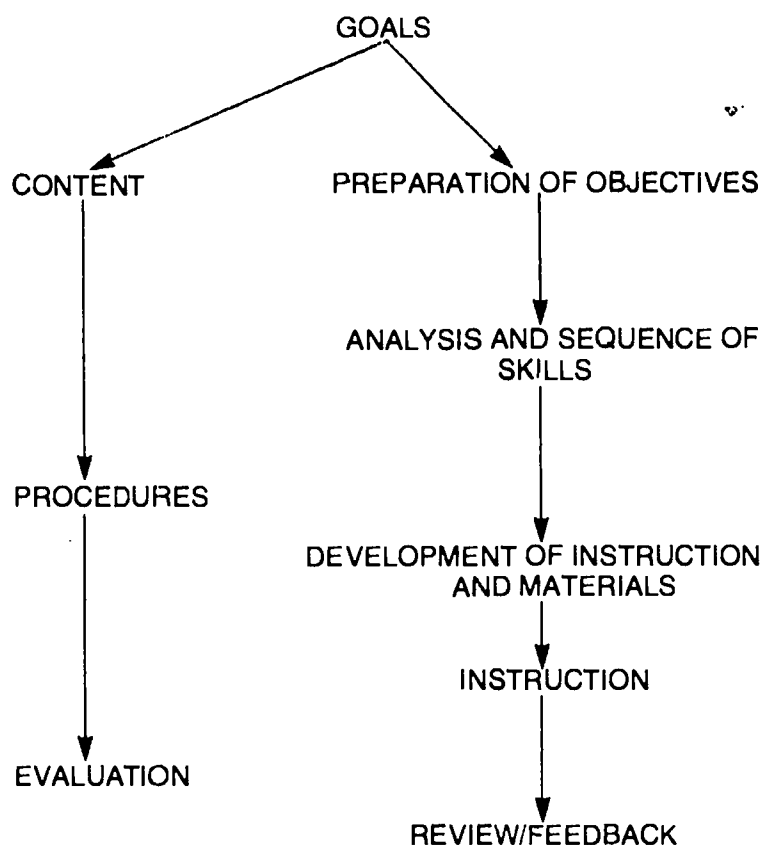 GOALS
CONTENT
PREPARATION OF OBJECTIVES
ANALYSIS AND SEQUENCE OF
SKILLS
PROCEDURES
DEVELOPMENT OF INSTRUCTION
AND MATERIALS
INSTRUCTION
EVALUATION
REVIEW/FEEDBACK